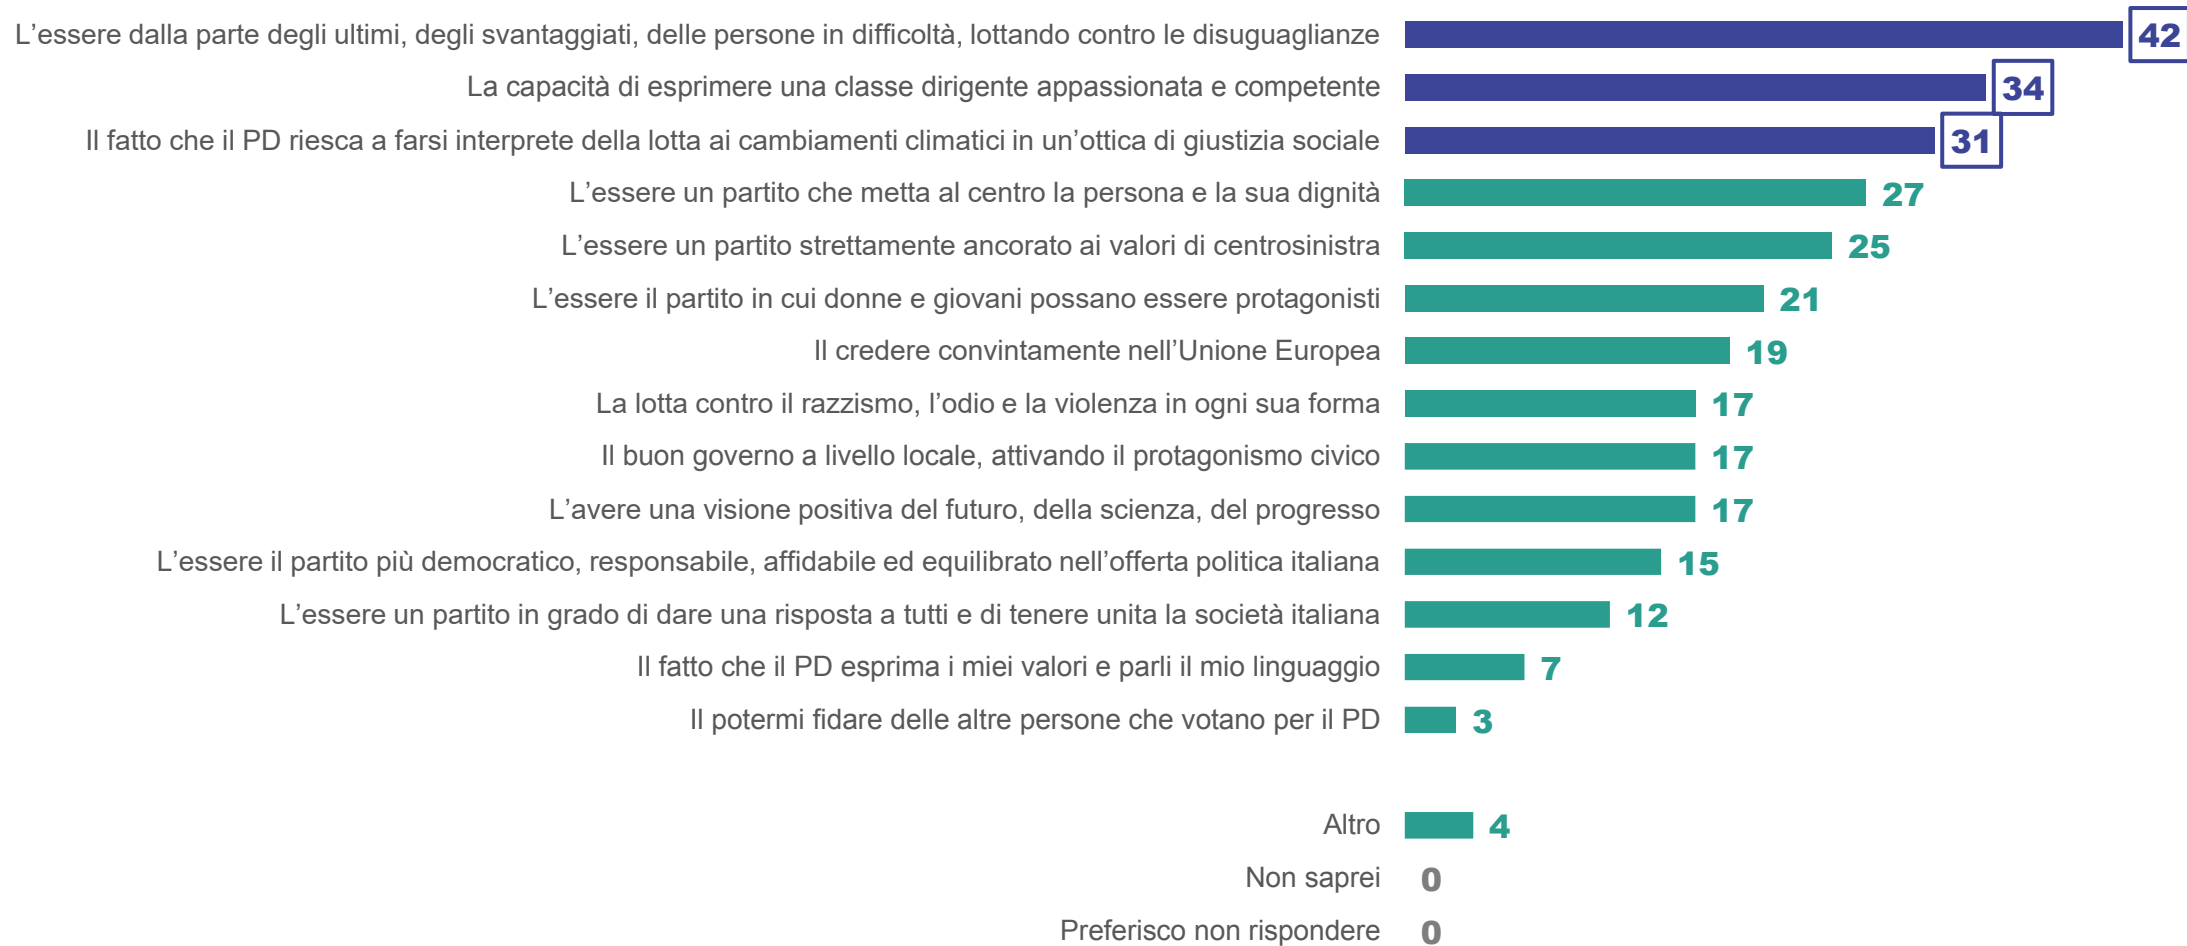 L’essere dalla parte degli ultimi, degli svantaggiati, delle persone in difficoltà, lottando contro le disuguaglianze 42
La capacità di esprimere una classe dirigente appassionata e competente 34
Il fatto che il PD riesca a farsi interprete della lotta ai cambiamenti climatici in un’ottica di giustizia sociale 31
L’essere un partito che metta al centro la persona e la sua dignità 27
L’essere un partito strettamente ancorato ai valori di centrosinistra 25
L’essere il partito in cui donne e giovani possano essere protagonisti 21
Il credere convintamente nell’Unione Europea 19
La lotta contro il razzismo, l’odio e la violenza in ogni sua forma 17
Il buon governo a livello locale, attivando il protagonismo civico 17
L’avere una visione positiva del futuro, della scienza, del progresso 17
L’essere il partito più democratico, responsabile, affidabile ed equilibrato nell’offerta politica italiana 15
L’essere un partito in grado di dare una risposta a tutti e di tenere unita la società italiana 12
Il fatto che il PD esprima i miei valori e parli il mio linguaggio 7
Il potermi fidare delle altre persone che votano per il PD 3
Altro 4
Non saprei 0
Preferisco non rispondere 0